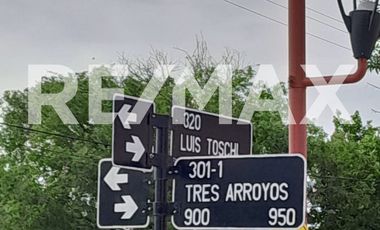 RE/MAX
820
LUIS TOSCHI
301-1
TRES ARROYOS
900 950